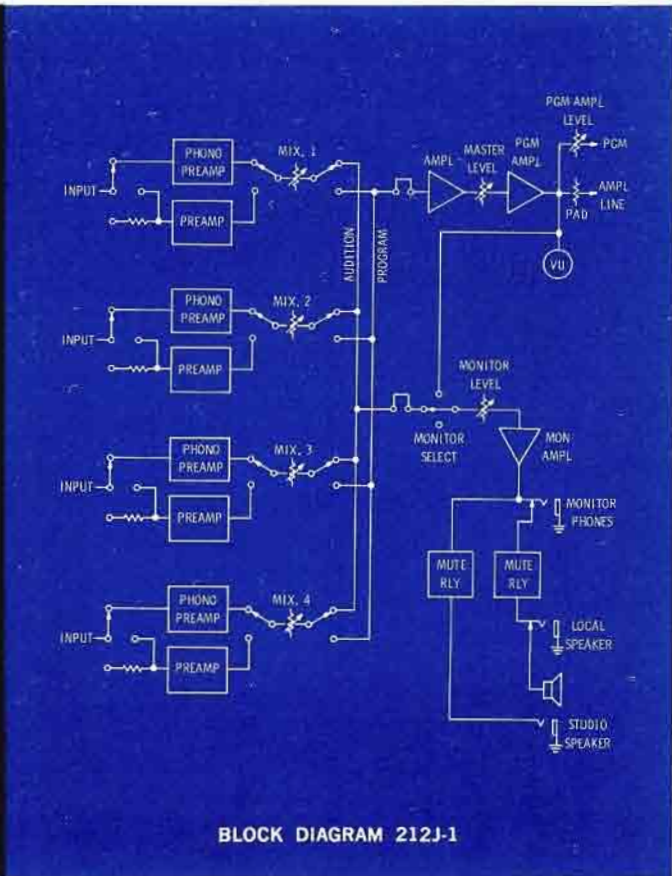 PGM AMPL
LEVEL
PGM
AMPL
MASTER
LEVEL
PGM
AMPL
AMPL
LINE
PAD
VU
INPUT
PHONO
PREAMP
MIX. 1
PREAMP
AUDITION
PROGRAM
INPUT
PHONO
PREAMP
MIX. 2
PREAMP
MONITOR
LEVEL
MONITOR
SELECT
MON
AMPL
INPUT
PHONO
PREAMP
MIX. 3
PREAMP
MONITOR
PHONES
MUTE
RLY
MUTE
RLY
INPUT
PHONO
PREAMP
MIX. 4
PREAMP
LOCAL
SPEAKER
STUDIO
SPEAKER
BLOCK DIAGRAM 212J-1